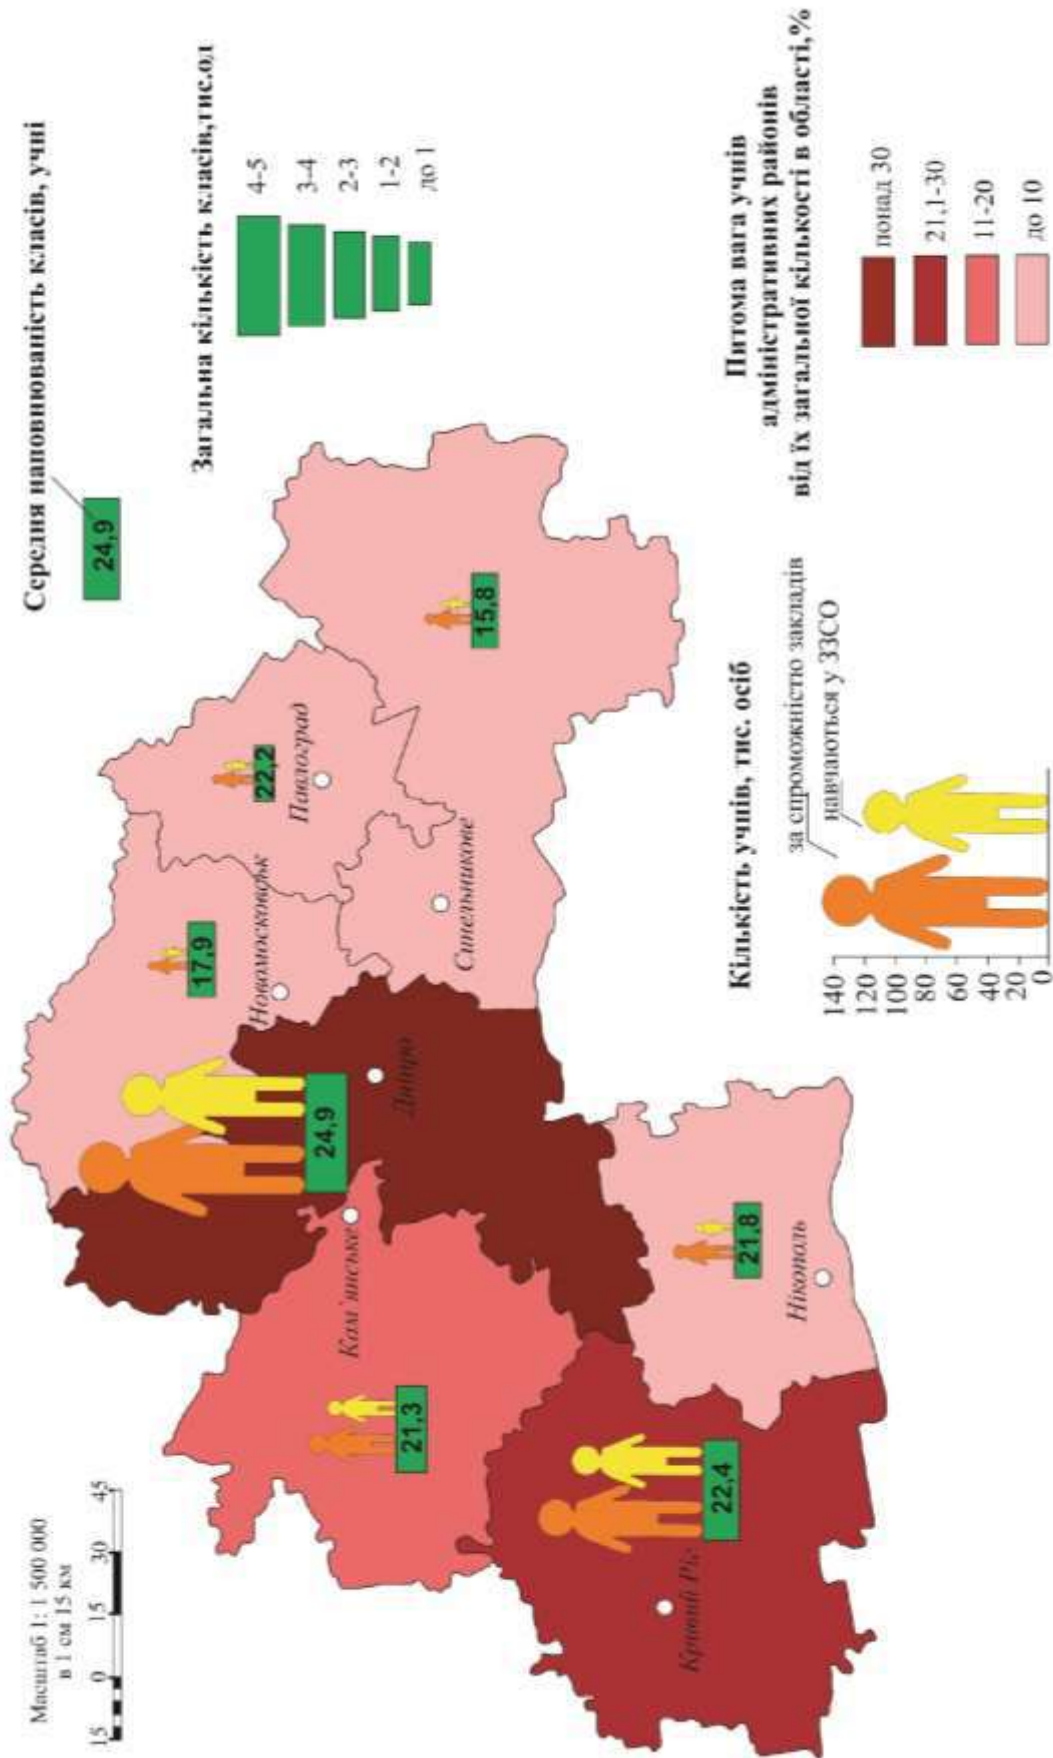 Масштаб 1: 1 500 000
в 1 см 15 км
15 0 15 30 45
Середня наповнюваність класів, учні
24,9
Загальна кількість класів,тис.од
4-5
3-4
2-3
1-2
до 1
17,9
Новомосковськ
22,2
Павлоград
15,8
Синельникове
24,9
Дніпро
Кам'янське
21,3
22,4
Кривий Ріг
21,8
Нікополь
Кількість учнів, тис. осіб
за спроможністю закладів
навчаються у ЗЗСО
140
120
100
80
60
40
20
0
Питома вага учнів
адміністративних районів
від їх загальної кількості в області,%
понад 30
21,1-30
11-20
до 10